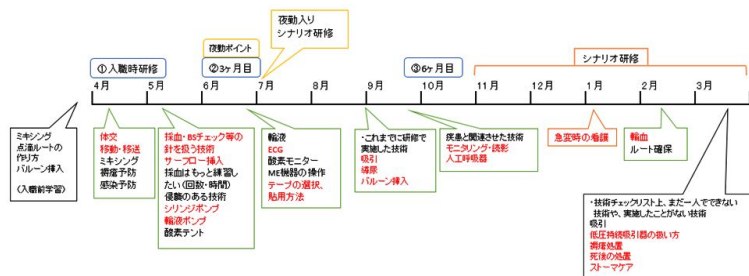 夜勤入り
シナリオ研修
夜勤ポイント
①入職時研修
②3ヶ月目
③6ヶ月目
シナリオ研修
4月
5月
6月
7月
8月
9月
10月
11月
12月
1月
2月
3月
ミキシング
点滴ルートの
作り方
バルーン挿入
〈入職前学習〉
体交
移動・移送
ミキシング
褥瘡予防
感染予防
採血・BSチェック等の
針を扱う技術
サーフロー挿入
採血はもっと練習し
たい(回数・時間)
侵襲のある技術
シリンジポンプ
輸液ポンプ
酸素テント
輸液
ECG
酸素モニター
ME機器の操作
テープの選択、
貼用方法
・これまでに研修で
実施した技術
吸引
導尿
バルーン挿入
疾患と関連させた技術
モニタリング・読影
人工呼吸器
急変時の看護
輸血
ルート確保
・技術チェックリスト上、まだ一人でできない
技術や、実施したことがない技術
吸引
低圧持続吸引器の扱い方
褥瘡処置
死後の処置
ストーマケア